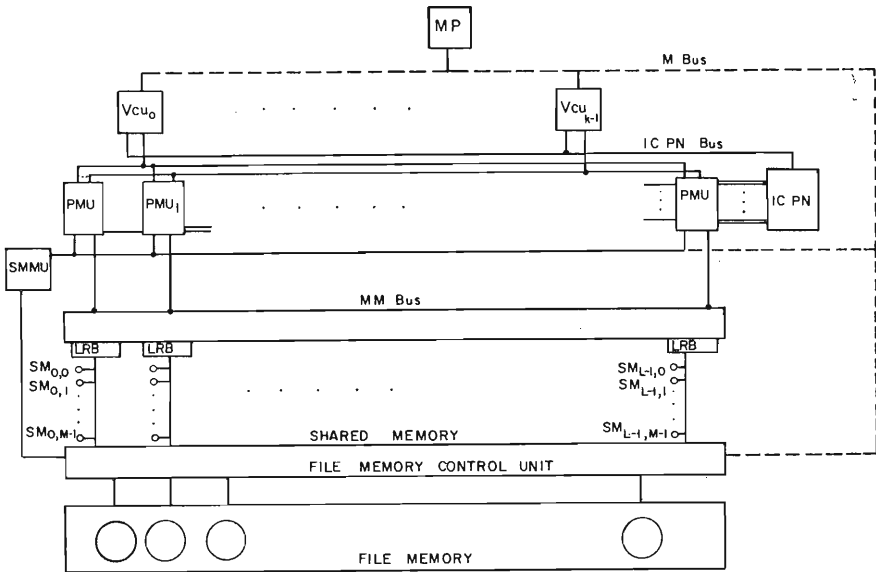 MP
M Bus
Vcu0
Vcuk-1
IC PN Bus
PMU
PMU1
PMU
IC PN
SMMU
MM Bus
LRB
LRB
LRB
SM0,0
SM0,1
SM0,M-1
SML-1,0
SML-1,1
SML-1,M-1
SHARED MEMORY
FILE MEMORY CONTROL UNIT
FILE MEMORY